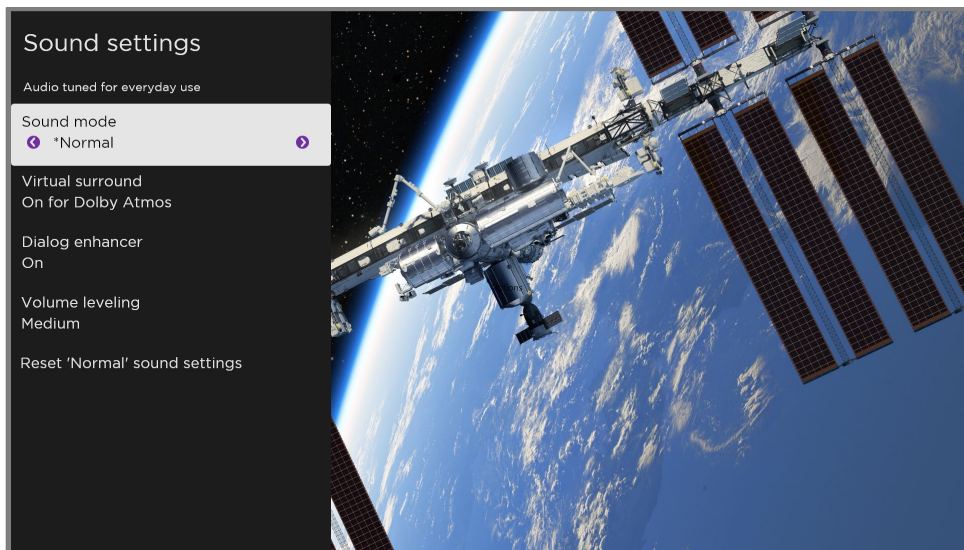 Sound settings
Audio tuned for everyday use
Sound mode
*Normal
Virtual surround
On for Dolby Atmos
Dialog enhancer
On
Volume leveling
Medium
Reset 'Normal' sound settings